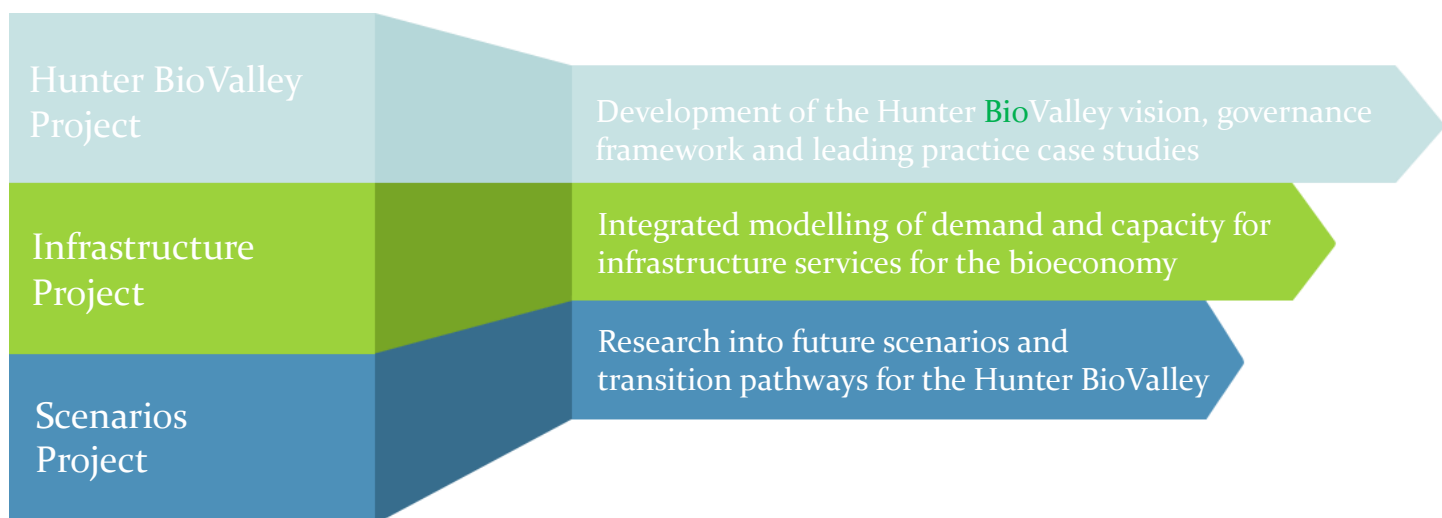 Hunter BioValley
Project
Development of the Hunter BioValley vision, governance
framework and leading practice case studies
Infrastructure
Project
Integrated modelling of demand and capacity for
infrastructure services for the bioeconomy
Scenarios
Project
Research into future scenarios and
transition pathways for the Hunter BioValley